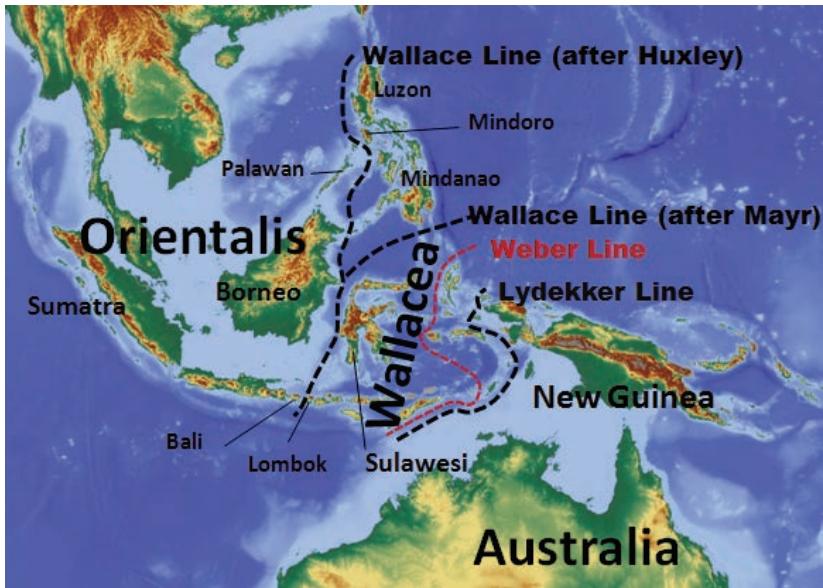 Wallace Line (after Huxley)
Luzon
Mindoro
Palawan
Mindanao
Wallace Line (after Mayr)
Orientalis
Weber Line
Wallacea
Lydekker Line
Sumatra
Borneo
New Guinea
Bali
Lombok
Sulawesi
Australia